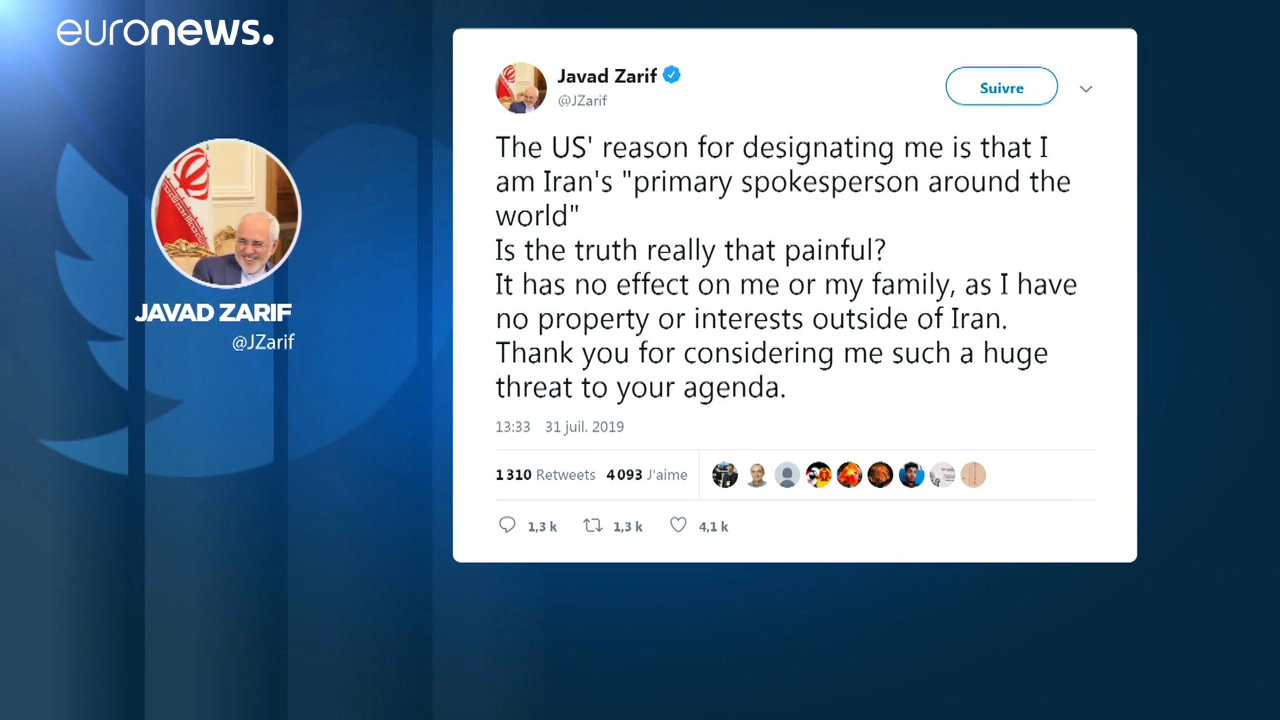 euronews.
JAVAD ZARIF
@JZarif
Javad Zarif
@JZarif
Suivre
The US' reason for designating me is that I
am Iran's "primary spokesperson around the
world"
Is the truth really that painful?
It has no effect on me or my family, as I have
no property or interests outside of Iran.
Thank you for considering me such a huge
threat to your agenda.
13:33 31 juil. 2019
1 310 Retweets 4 093 J'aime
1,3 k 1,3 k 4,1 k